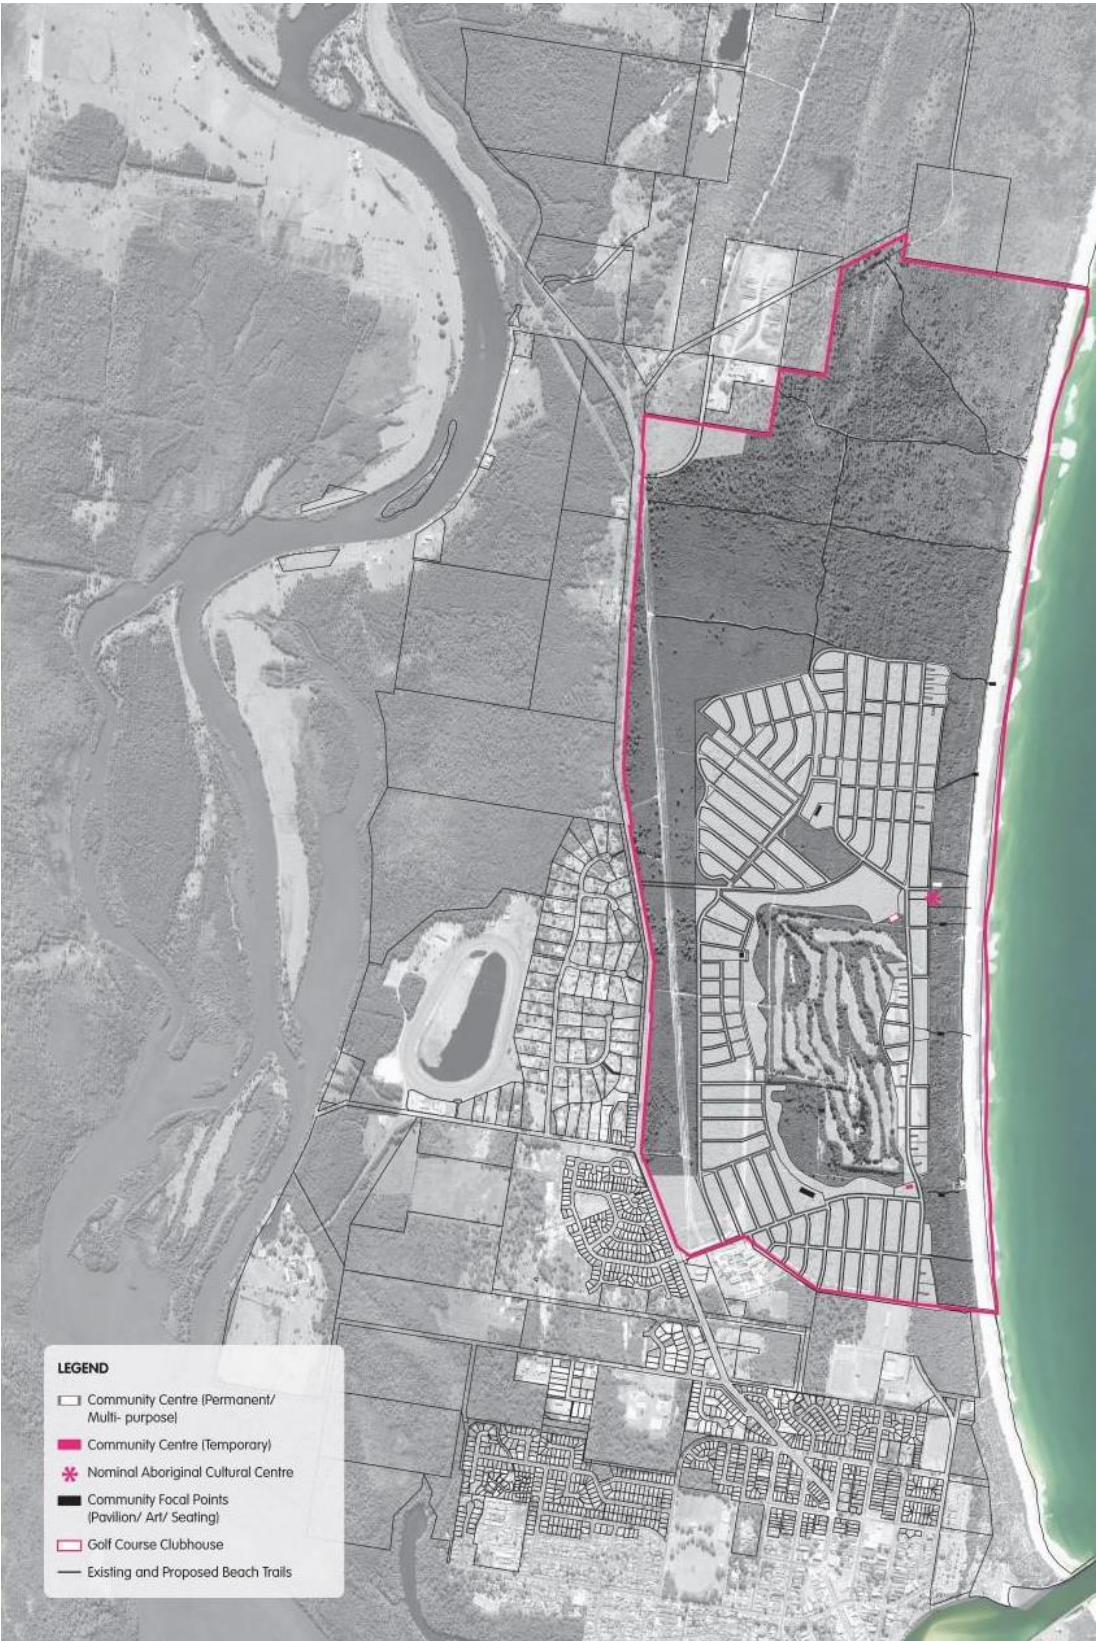 LEGEND
Community Centre (Permanent/
Multi- purpose)
Community Centre (Temporary)
Nominal Aboriginal Cultural Centre
Community Focal Points
(Pavilion/ Art/ Seating)
Golf Course Clubhouse
Existing and Proposed Beach Trails